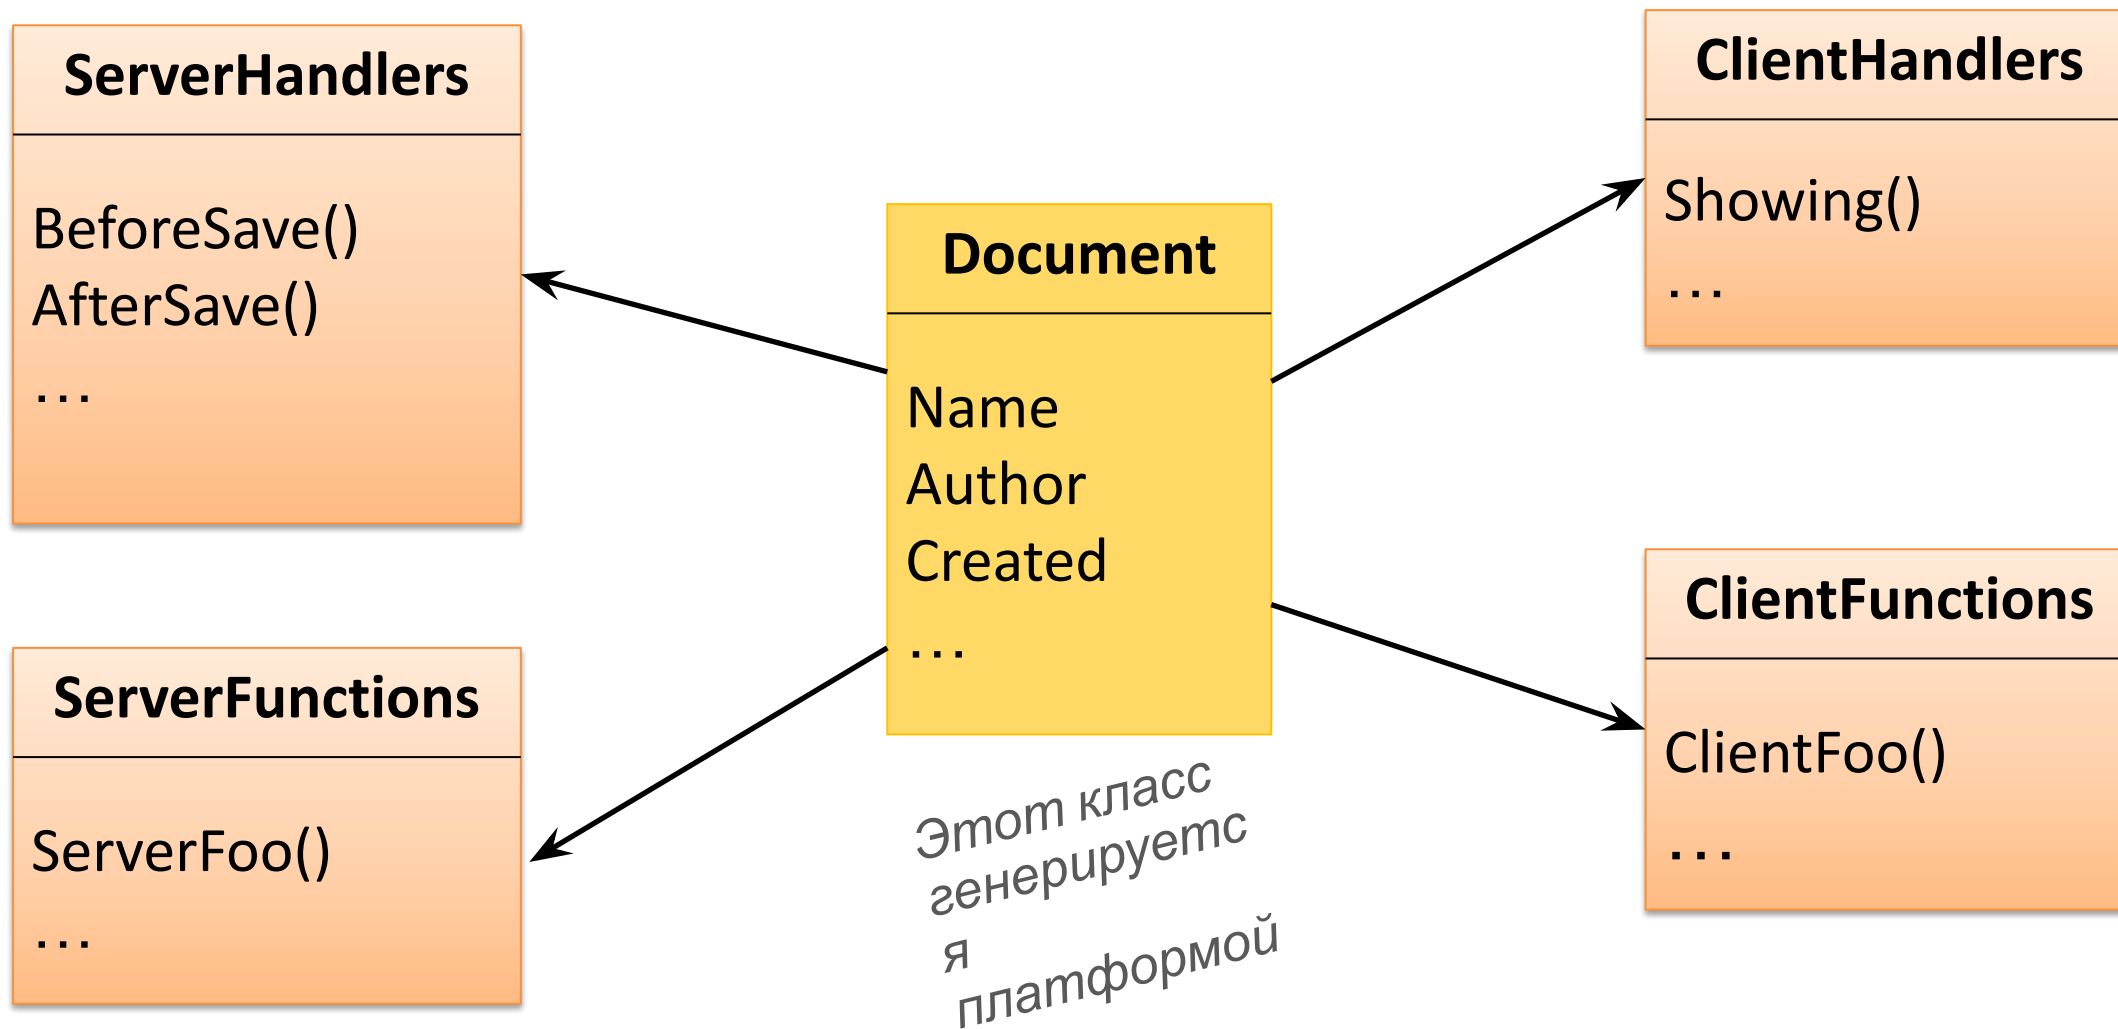 ServerHandlers
BeforeSave()
AfterSave()
...
ServerFunctions
ServerFoo()
...
Document
Name
Author
Created
...
Этот класс
генерируетс
я
платформой
ClientHandlers
Showing()
...
ClientFunctions
ClientFoo()
...